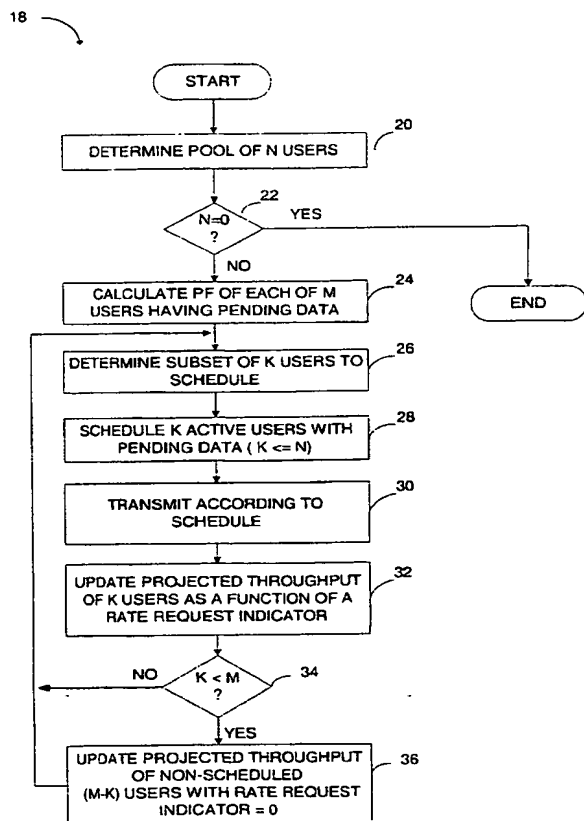 18
START
20
DETERMINE POOL OF N USERS
22
N=0
?
YES
NO
24
CALCULATE PF OF EACH OF M
USERS HAVING PENDING DATA
END
26
DETERMINE SUBSET OF K USERS TO
SCHEDULE
28
SCHEDULE K ACTIVE USERS WITH
PENDING DATA ( K <= N)
30
TRANSMIT ACCORDING TO
SCHEDULE
32
UPDATE PROJECTED THROUGHPUT
OF K USERS AS A FUNCTION OF A
RATE REQUEST INDICATOR
34
NO
K < M
?
YES
36
UPDATE PROJECTED THROUGHPUT
OF NON-SCHEDULED
(M-K) USERS WITH RATE REQUEST
INDICATOR = 0